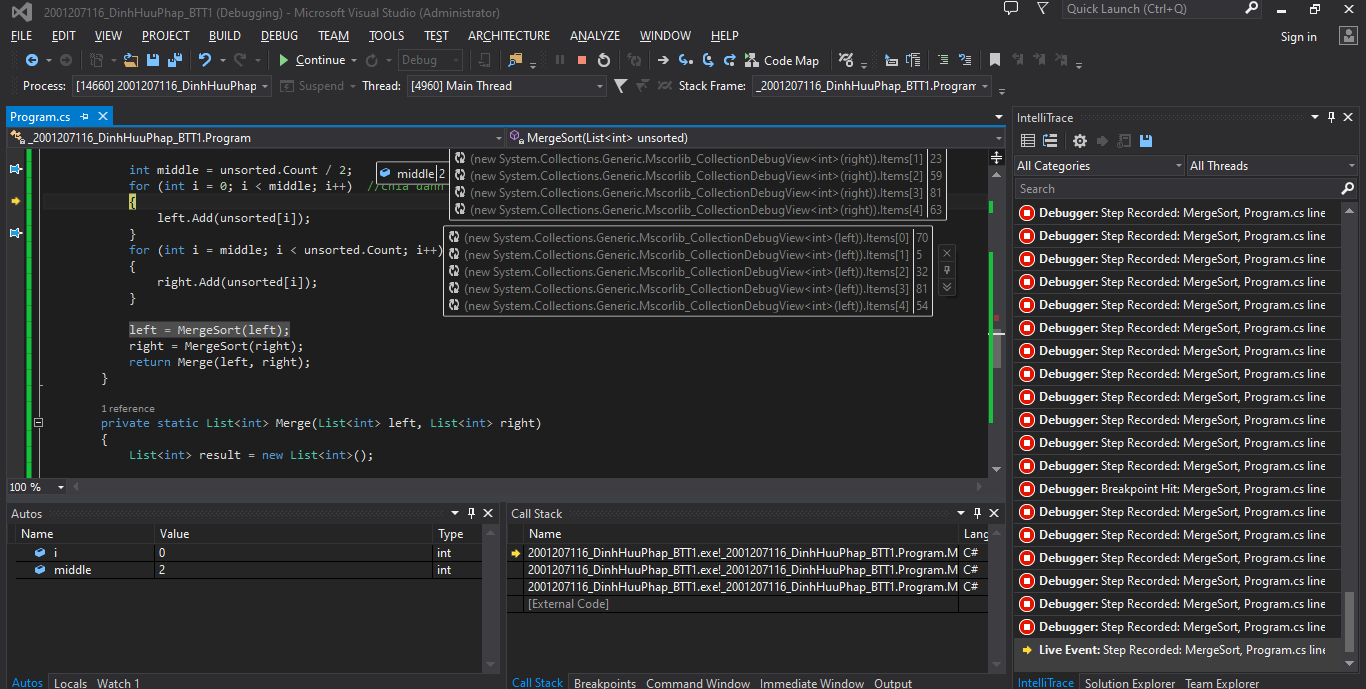 2001207116_DinhHuuPhap_BTT1 (Debugging) - Microsoft Visual Studio (Administrator)
Quick Launch (Ctrl+Q)
FILE EDIT VIEW PROJECT BUILD DEBUG TEAM TOOLS TEST ARCHITECTURE ANALYZE WINDOW HELP
Sign in
Continue Debug Code Map
Process: [14660] 2001207116_DinhHuuPhap Suspend Thread: [4960] Main Thread Stack Frame: _2001207116_DinhHuuPhap_BTT1.Program
Program.cs
_2001207116_DinhHuuPhap_BTT1.Program MergeSort(List<int> unsorted)
int middle = unsorted.Count / 2;
middle 2
for (int i = 0; i < middle; i++) //chia danh
{
left.Add(unsorted[i]);
}
for (int i = middle; i < unsorted.Count; i++)
{
right.Add(unsorted[i]);
}
left = MergeSort(left);
right = MergeSort(right);
return Merge(left, right);
}
1 reference
private static List<int> Merge(List<int> left, List<int> right)
{
List<int> result = new List<int>();
(new System.Collections.Generic.Mscorlib_CollectionDebugView<int>(right)).Items[1] 23
(new System.Collections.Generic.Mscorlib_CollectionDebugView<int>(right)).Items[2] 59
(new System.Collections.Generic.Mscorlib_CollectionDebugView<int>(right)).Items[3] 81
(new System.Collections.Generic.Mscorlib_CollectionDebugView<int>(right)).Items[4] 63
(new System.Collections.Generic.Mscorlib_CollectionDebugView<int>(left)).Items[0] 70
(new System.Collections.Generic.Mscorlib_CollectionDebugView<int>(left)).Items[1] 5
(new System.Collections.Generic.Mscorlib_CollectionDebugView<int>(left)).Items[2] 32
(new System.Collections.Generic.Mscorlib_CollectionDebugView<int>(left)).Items[3] 81
(new System.Collections.Generic.Mscorlib_CollectionDebugView<int>(left)).Items[4] 54
100 %
Autos
Name Value Type
i 0 int
middle 2 int
Autos Locals Watch 1
Call Stack
Name Lang
2001207116_DinhHuuPhap_BTT1.exe!_2001207116_DinhHuuPhap_BTT1.Program.M C#
2001207116_DinhHuuPhap_BTT1.exe!_2001207116_DinhHuuPhap_BTT1.Program.M C#
2001207116_DinhHuuPhap_BTT1.exe!_2001207116_DinhHuuPhap_BTT1.Program.M C#
[External Code]
Call Stack Breakpoints Command Window Immediate Window Output
IntelliTrace
All Categories All Threads
Search
Debugger: Step Recorded: MergeSort, Program.cs line
Debugger: Step Recorded: MergeSort, Program.cs line
Debugger: Step Recorded: MergeSort, Program.cs line
Debugger: Step Recorded: MergeSort, Program.cs line
Debugger: Step Recorded: MergeSort, Program.cs line
Debugger: Step Recorded: MergeSort, Program.cs line
Debugger: Step Recorded: MergeSort, Program.cs line
Debugger: Step Recorded: MergeSort, Program.cs line
Debugger: Step Recorded: MergeSort, Program.cs line
Debugger: Step Recorded: MergeSort, Program.cs line
Debugger: Step Recorded: MergeSort, Program.cs line
Debugger: Step Recorded: MergeSort, Program.cs line
Debugger: Breakpoint Hit: MergeSort, Program.cs line
Debugger: Step Recorded: MergeSort, Program.cs line
Debugger: Step Recorded: MergeSort, Program.cs line
Debugger: Step Recorded: MergeSort, Program.cs line
Debugger: Step Recorded: MergeSort, Program.cs line
Debugger: Step Recorded: MergeSort, Program.cs line
Debugger: Step Recorded: MergeSort, Program.cs line
Live Event: Step Recorded: MergeSort, Program.cs line
IntelliTrace Solution Explorer Team Explorer